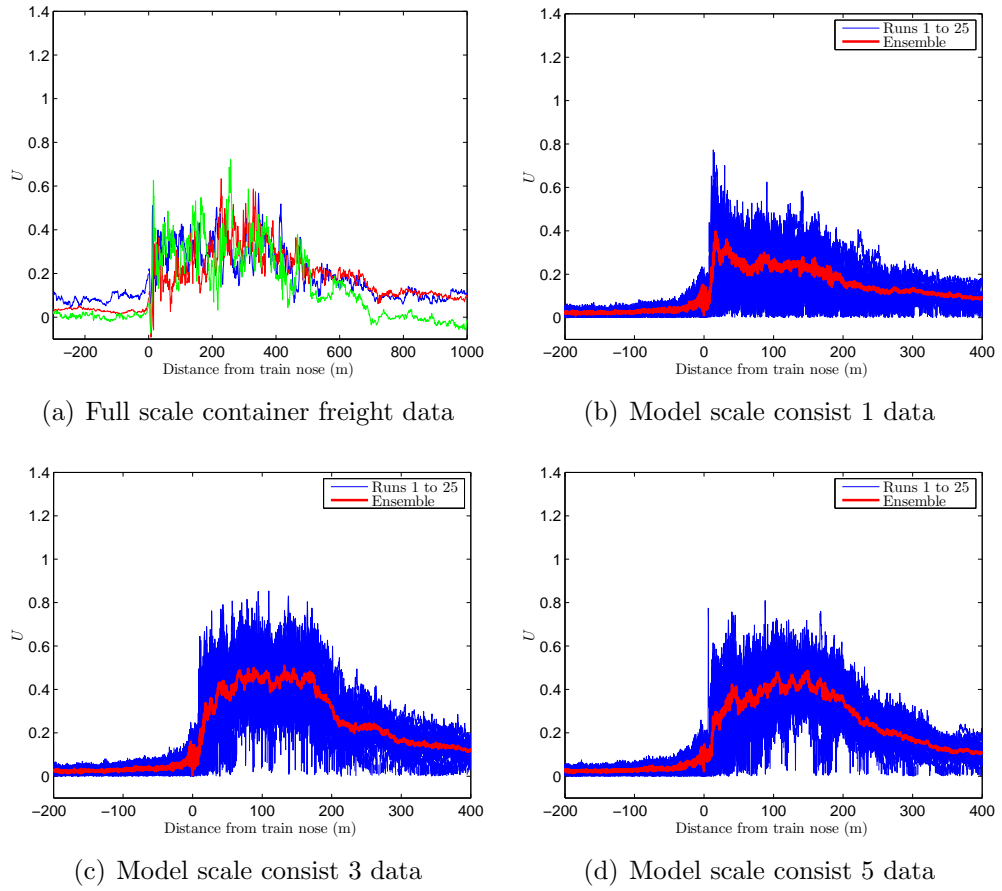 1.4
1.2
1
0.8
0.6
0.4
0.2
0
U
−200 0 200 400 600 800 1000
Distance from train nose (m)
(a) Full scale container freight data
Runs 1 to 25
Ensemble
1.4
1.2
1
0.8
0.6
0.4
0.2
0
U
−200 −100 0 100 200 300 400
Distance from train nose (m)
(b) Model scale consist 1 data
Runs 1 to 25
Ensemble
1.4
1.2
1
0.8
0.6
0.4
0.2
0
U
−200 −100 0 100 200 300 400
Distance from train nose (m)
(c) Model scale consist 3 data
Runs 1 to 25
Ensemble
1.4
1.2
1
0.8
0.6
0.4
0.2
0
U
−200 −100 0 100 200 300 400
Distance from train nose (m)
(d) Model scale consist 5 data